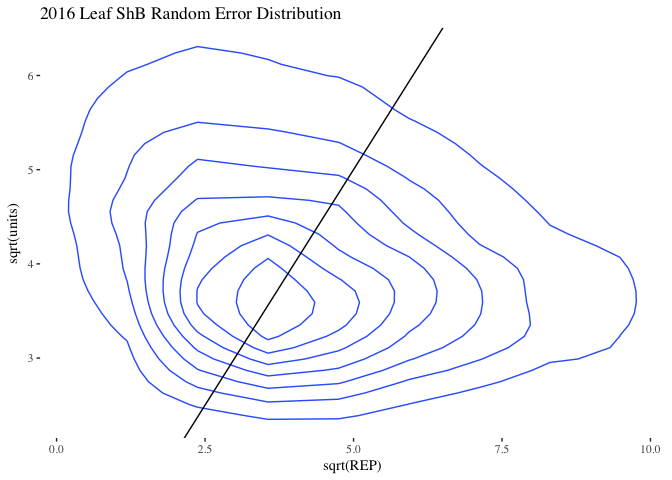 2016 Leaf ShB Random Error Distribution
sqrt(units)
6
5
4
3
0.0 2.5 5.0 7.5 10.0
sqrt(REP)